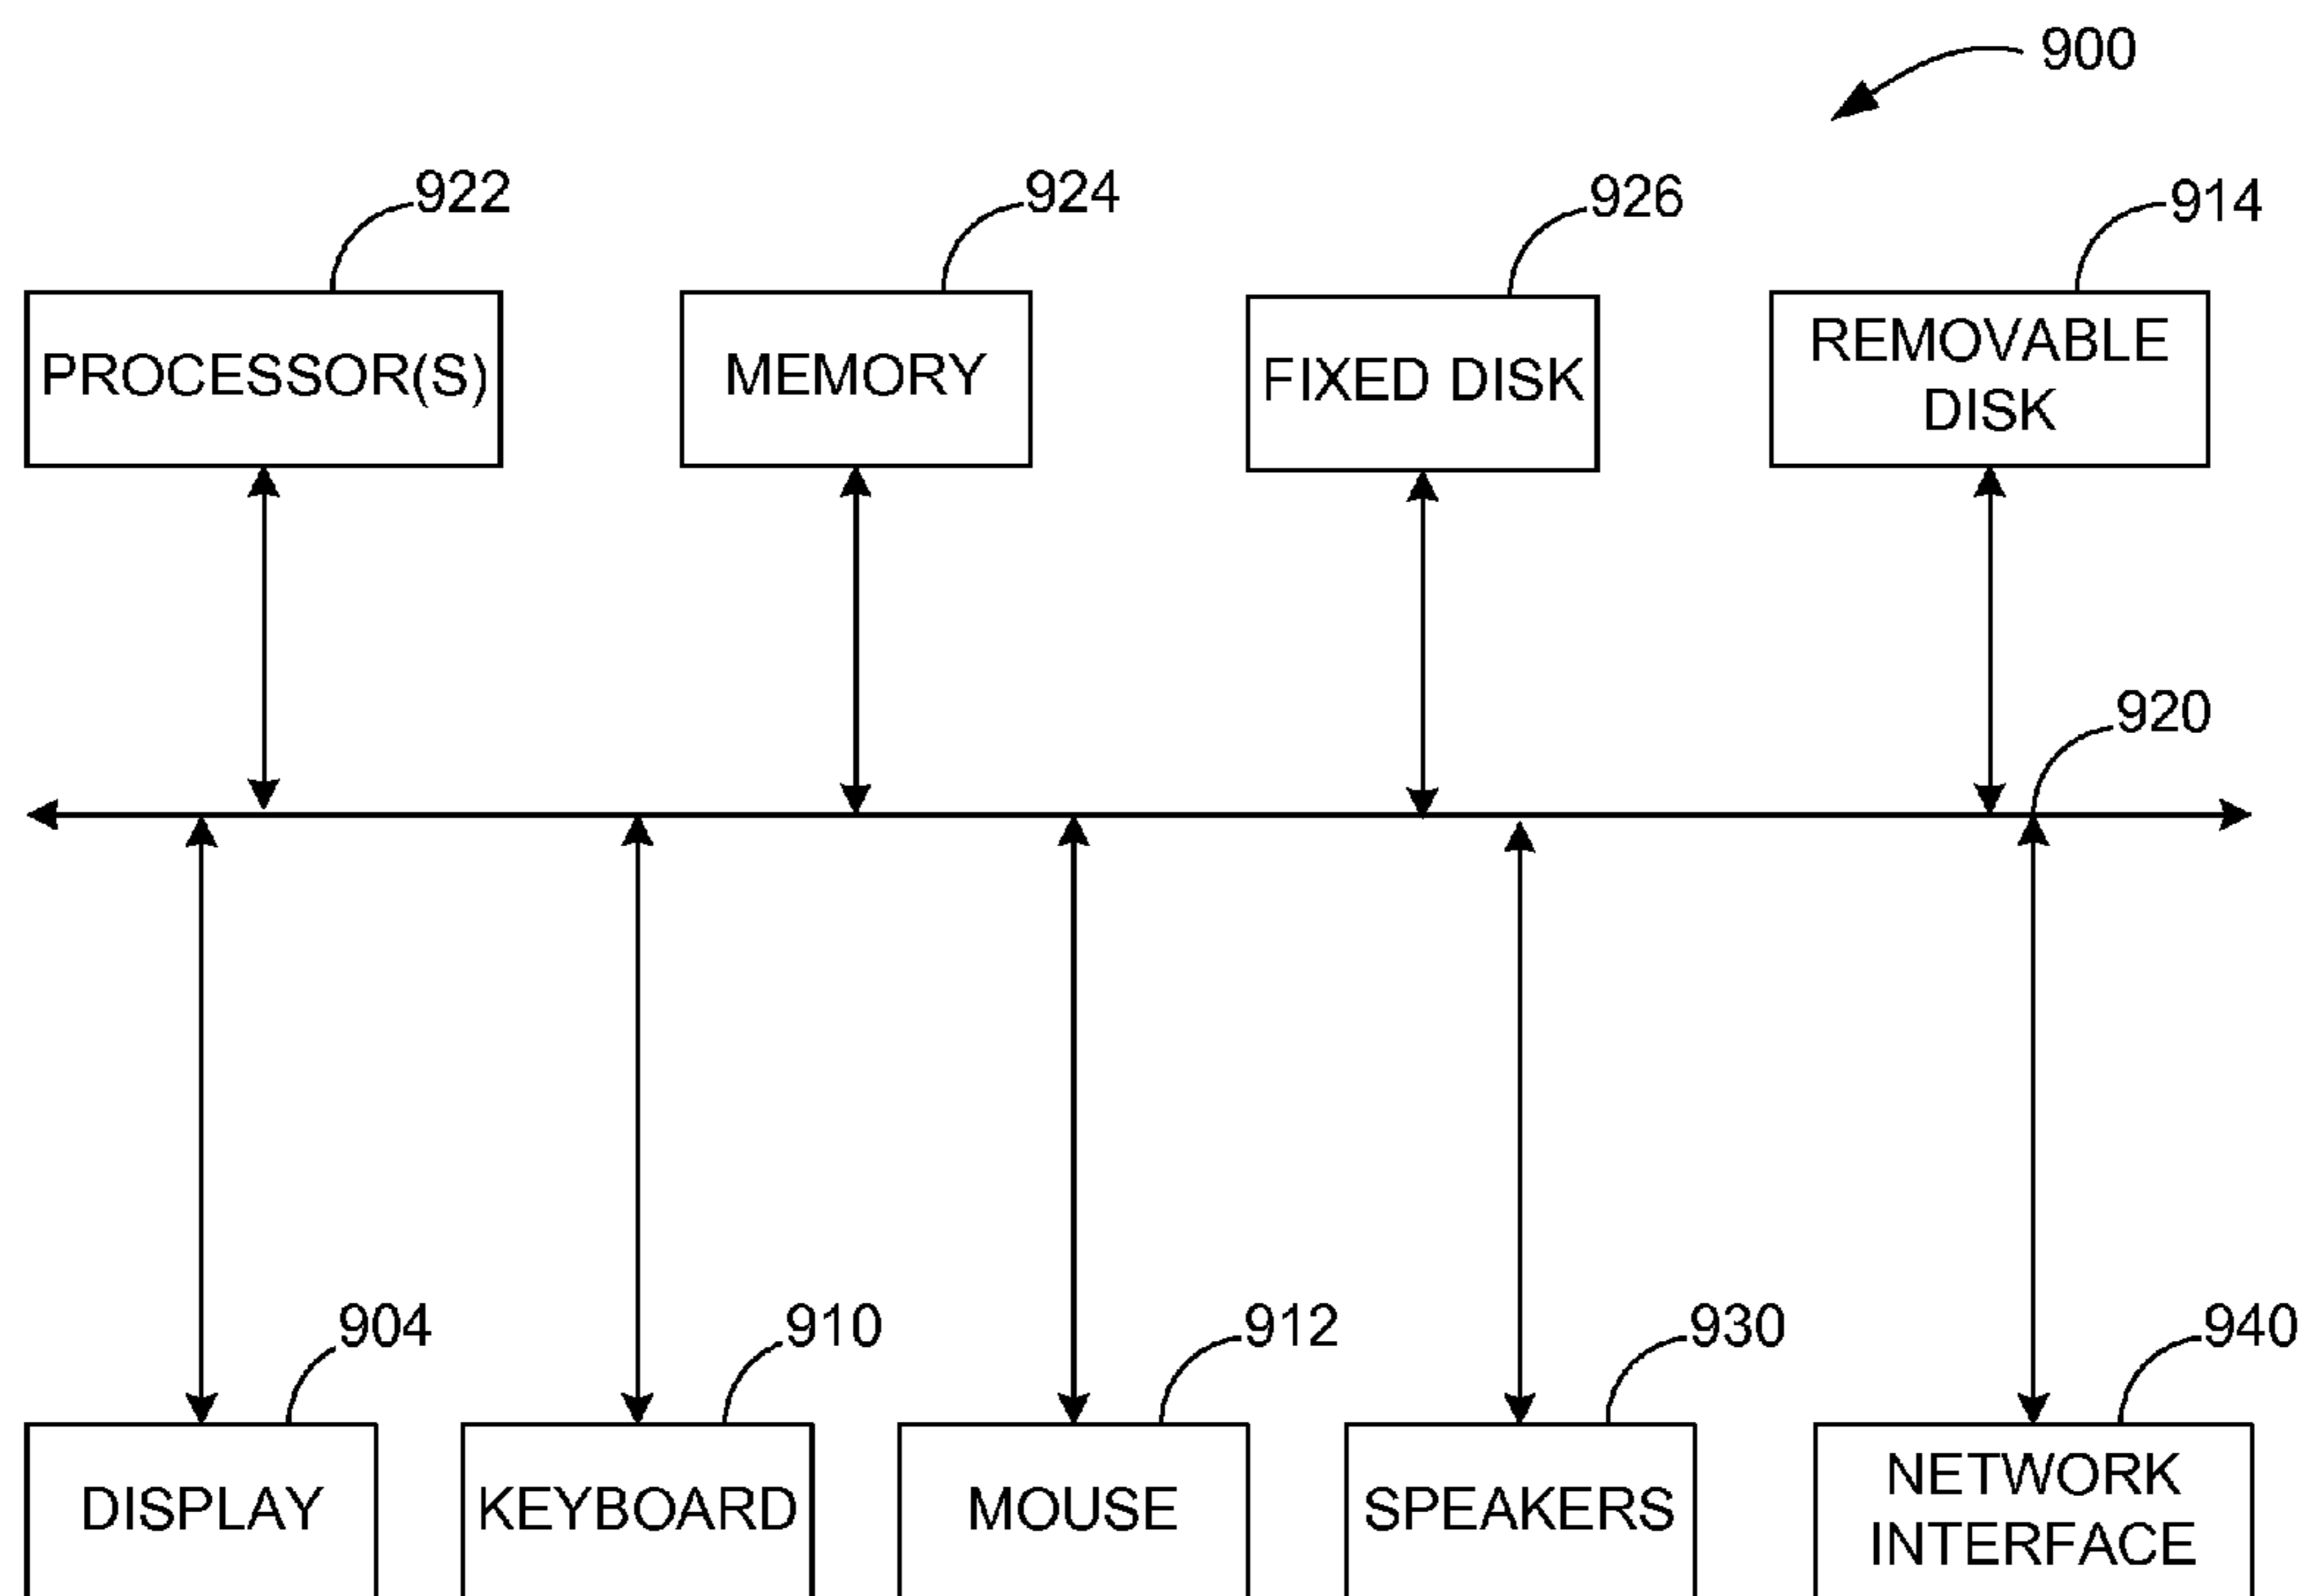 900
922
924
926
914
PROCESSOR(S)
MEMORY
FIXED DISK
REMOVABLE
DISK
920
904
910
912
930
940
DISPLAY
KEYBOARD
MOUSE
SPEAKERS
NETWORK
INTERFACE